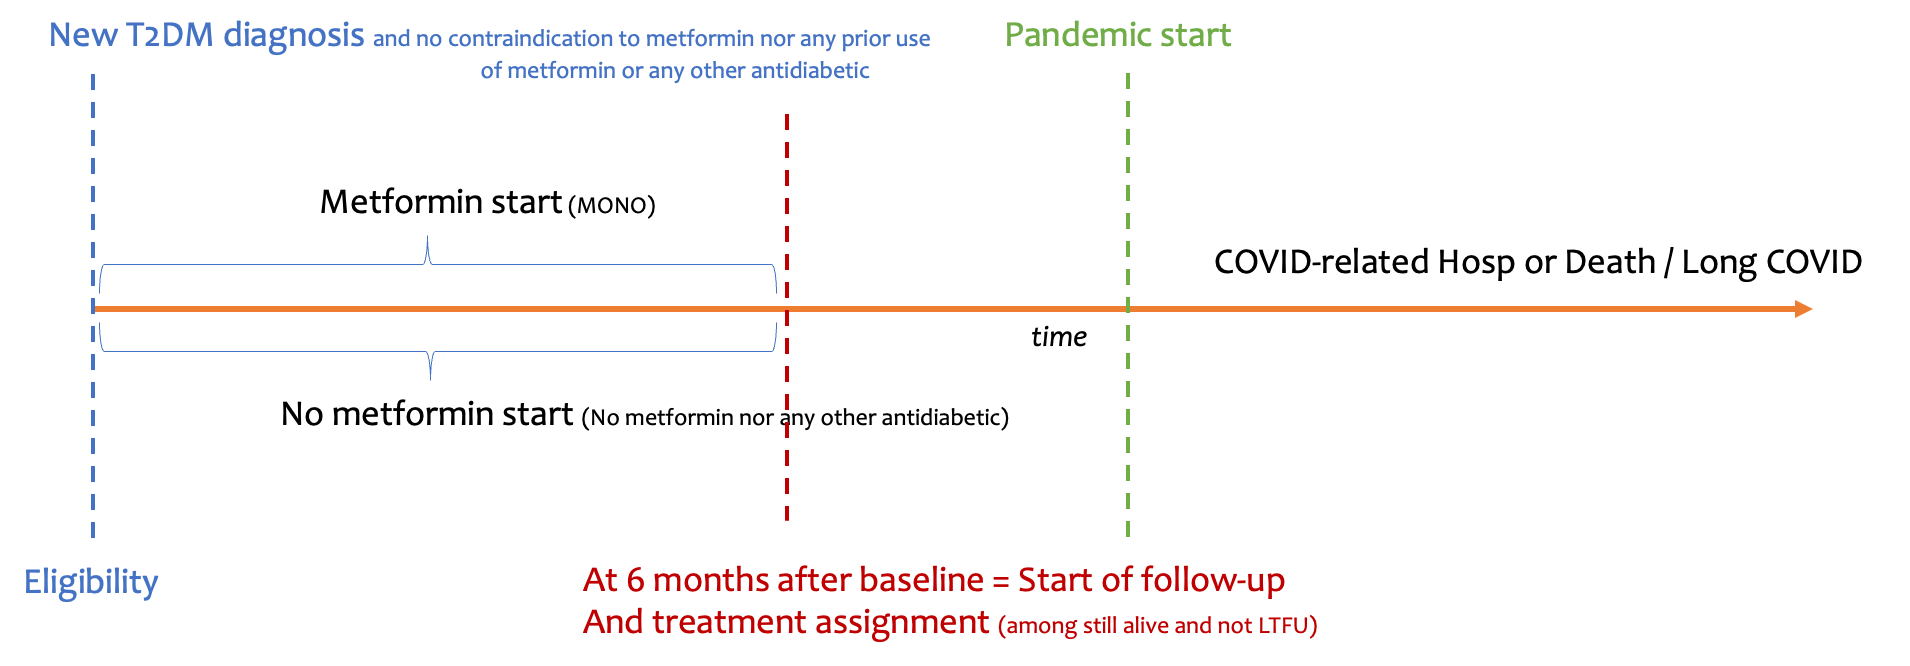 New T2DM diagnosis and no contraindication to metformin nor any prior use
of metformin or any other antidiabetic
Pandemic start
Metformin start (MONO)
COVID-related Hosp or Death / Long COVID
time
No metformin start (No metformin nor any other antidiabetic)
Eligibility
At 6 months after baseline = Start of follow-up
And treatment assignment (among still alive and not LTFU)